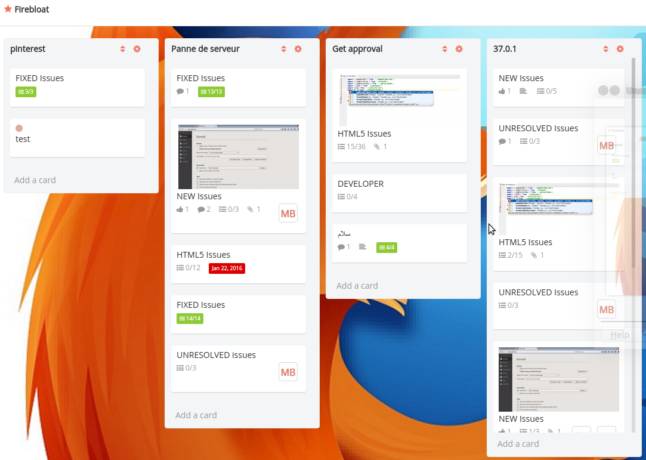 Firebloat
pinterest
FIXED Issues
3/3
test
Add a card
Panne de serveur
FIXED Issues
1 13/13
NEW Issues
1 2 0/3 1
MB
HTML5 Issues
0/12 Jan 22, 2016
FIXED Issues
14/14
UNRESOLVED Issues
0/3
MB
Add a card
Get approval
HTML5 Issues
15/36 1
DEVELOPER
0/4
سلام
1 4/4
Add a card
37.0.1
NEW Issues
1 0/5
UNRESOLVED Issues
1 0/3
MB
HTML5 Issues
2/15 1
UNRESOLVED Issues
0/3
MB
Help
NEW Issues
1 1/3 1
Add a card